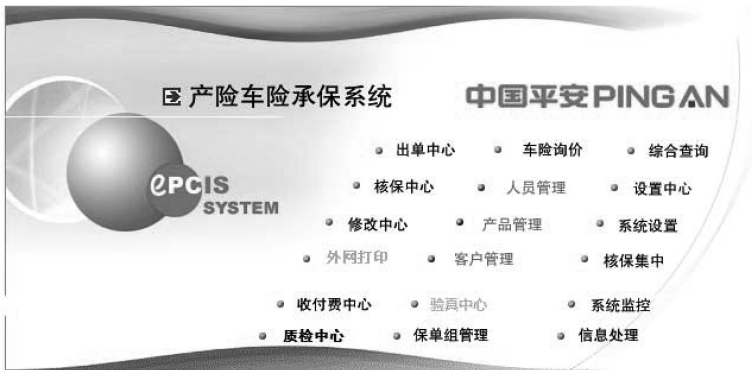 产险车险承保系统
中国平安 PING AN
出单中心 车险询价 综合查询
ePCIS
SYSTEM
核保中心 人员管理 设置中心
修改中心 产品管理 系统设置
外网打印 客户管理 核保集中
收付费中心 验真中心 系统监控
质检中心 保单组管理 信息处理